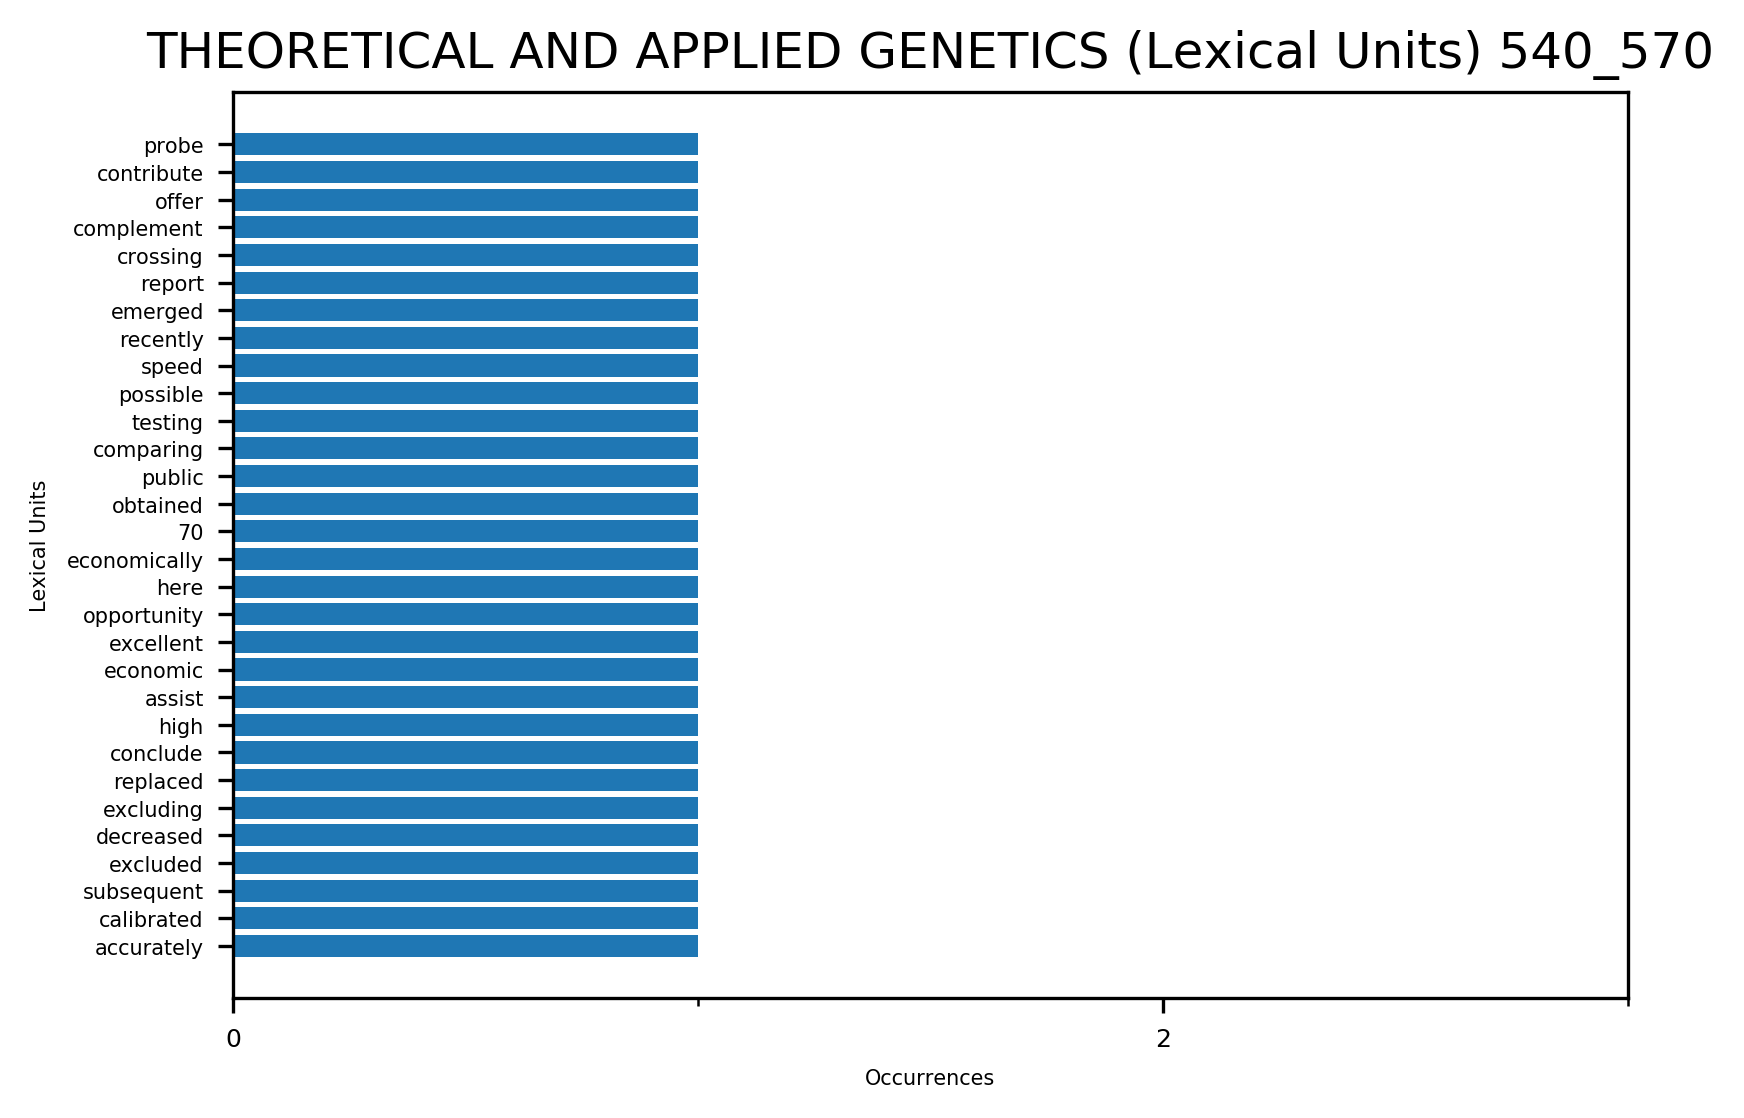 THEORETICAL AND APPLIED GENETICS (Lexical Units) 540_570
probe
contribute
offer
complement
crossing
report
emerged
recently
speed
possible
testing
comparing
public
obtained
70
economically
here
opportunity
excellent
economic
assist
high
conclude
replaced
excluding
decreased
excluded
subsequent
calibrated
accurately
Lexical Units
0 2
Occurrences